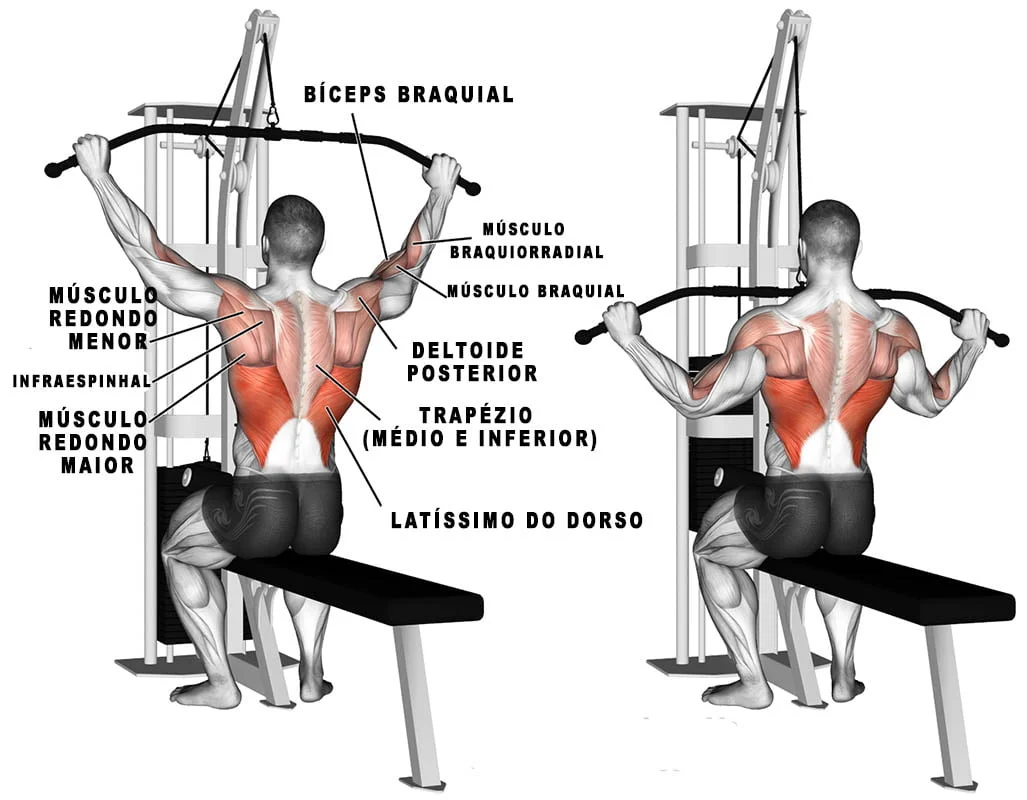 BÍCEPS BRAQUIAL
MÚSCULO
BRAQUIORRADIAL
MÚSCULO BRAQUIAL
MÚSCULO
REDONDO
MENOR
INFRAESPINHAL
MÚSCULO
REDONDO
MAIOR
DELTOIDE
POSTERIOR
TRAPÉZIO
(MÉDIO E INFERIOR)
LATÍSSIMO DO DORSO